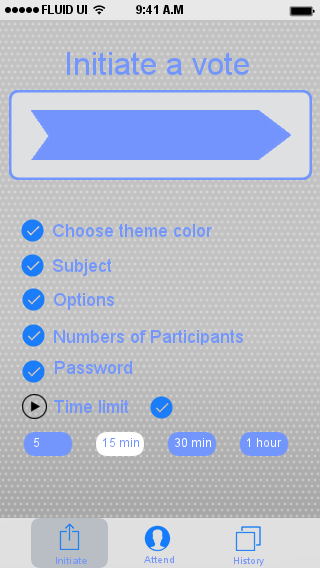 FLUID UI 9:41 A.M
Initiate a vote
Choose theme color
Subject
Options
Numbers of Participants
Password
Time limit
5 15 min 30 min 1 hour
Initiate Attend History